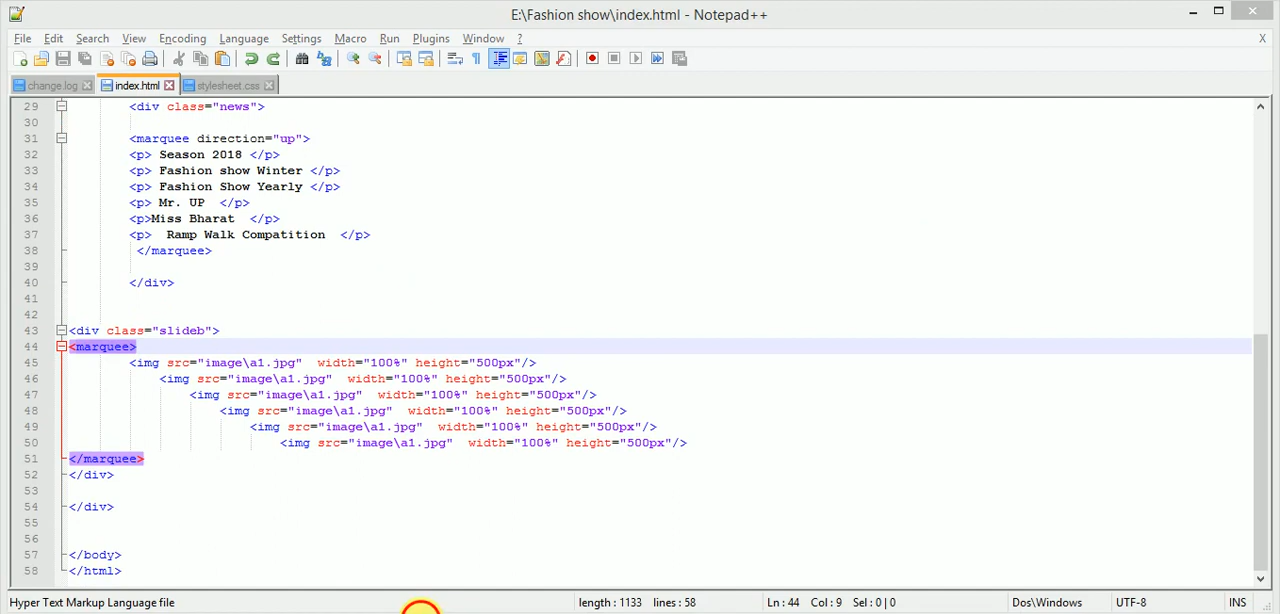 E:\Fashion show\index.html - Notepad++
File Edit Search View Encoding Language Settings Macro Run Plugins Window ? X
change.log index.html stylesheet.css
29 <div class="news">
30
31 <marquee direction="up">
32 <p> Season 2018 </p>
33 <p> Fashion show Winter </p>
34 <p> Fashion Show Yearly </p>
35 <p> Mr. UP </p>
36 <p>Miss Bharat </p>
37 <p> Ramp Walk Compatition </p>
38 </marquee>
39
40 </div>
41
42
43 <div class="slideb">
44 <marquee>
45 <img src="image\a1.jpg" width="100%" height="500px"/>
46 <img src="image\a1.jpg" width="100%" height="500px"/>
47 <img src="image\a1.jpg" width="100%" height="500px"/>
48 <img src="image\a1.jpg" width="100%" height="500px"/>
49 <img src="image\a1.jpg" width="100%" height="500px"/>
50 <img src="image\a1.jpg" width="100%" height="500px"/>
51 </marquee>
52 </div>
53
54 </div>
55
56
57 </body>
58 </html>
Hyper Text Markup Language file length : 1133 lines : 58 Ln : 44 Col : 9 Sel : 0 | 0 Dos\Windows UTF-8 INS